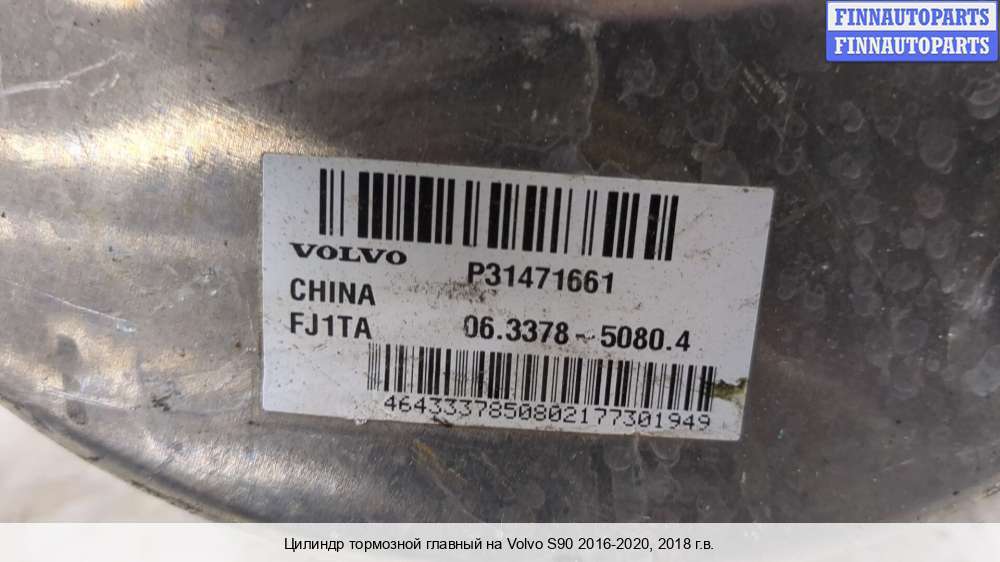 FINNAUTOPARTS
FINNAUTOPARTS
VOLVO P31471661
CHINA
FJ1TA 06.3378-5080.4
4643337850802177301949
Цилиндр тормозной главный на Volvo S90 2016-2020, 2018 г.в.